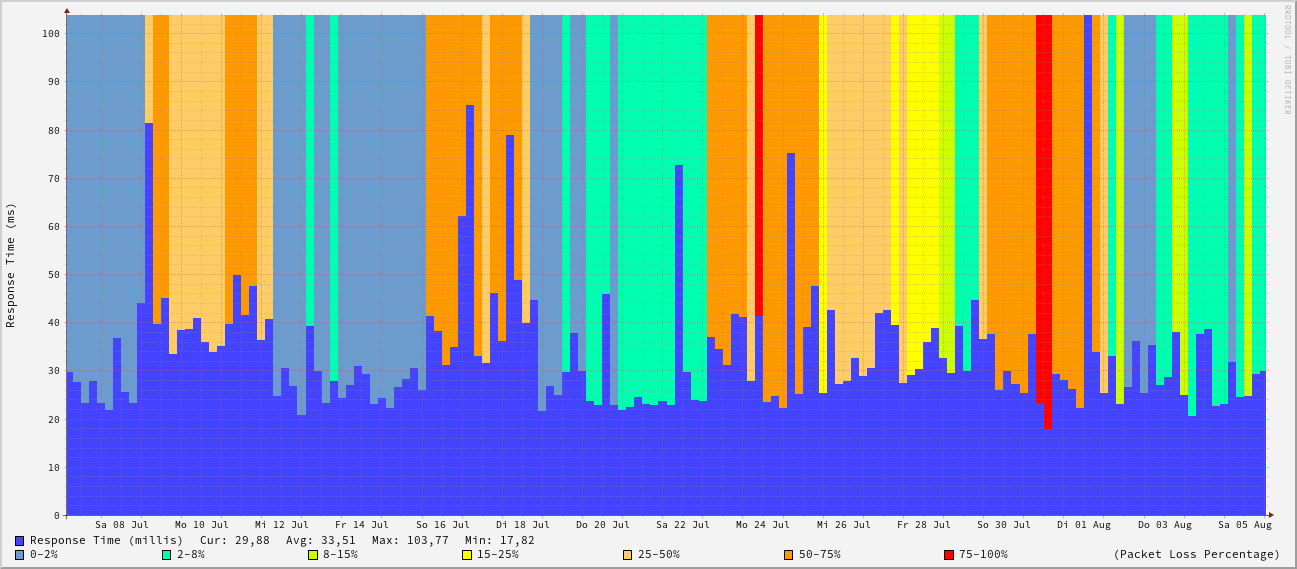 RRDTOOL / TOBI OETIKER
Response Time (ms)
100
90
80
70
60
50
40
30
20
10
0
Sa 08 Jul Mo 10 Jul Mi 12 Jul Fr 14 Jul So 16 Jul Di 18 Jul Do 20 Jul Sa 22 Jul Mo 24 Jul Mi 26 Jul Fr 28 Jul So 30 Jul Di 01 Aug Do 03 Aug Sa 05 Aug
Response Time (millis) Cur: 29,88 Avg: 33,51 Max: 103,77 Min: 17,82
0-2% 2-8% 8-15% 15-25% 25-50% 50-75% 75-100% (Packet Loss Percentage)